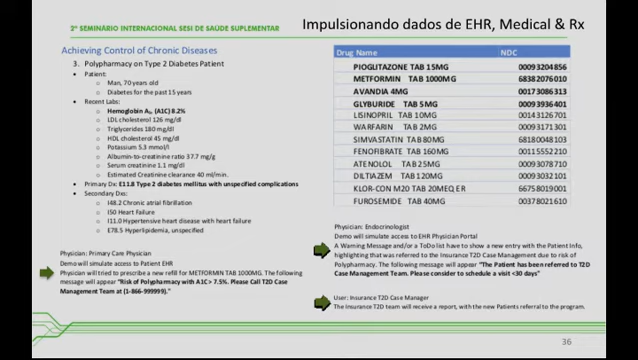 2º SEMINÁRIO INTERNACIONAL SESI DE SAÚDE SUPLEMENTAR
Impulsionando dados de EHR, Medical & Rx
Achieving Control of Chronic Diseases
3. Polypharmacy on Type 2 Diabetes Patient
• Patient:
o Man, 70 years old
o Diabetes for the past 15 years
• Recent Labs:
o Hemoglobin A1c (A1C) 8.2%
o LDL cholesterol 126 mg/dl
o Triglycerides 180 mg/dl
o HDL cholesterol 45 mg/dl
o Potassium 5.3 mmol/l
o Albumin-to-creatinine ratio 37.7 mg/g
o Serum creatinine 1.1 mg/dl
o Estimated Creatinine clearance 40 ml/min.
• Primary Dx: E11.8 Type 2 diabetes mellitus with unspecified complications
• Secondary Dxs:
o I48.2 Chronic atrial fibrillation
o I50 Heart Failure
o I11.0 Hypertensive heart disease with heart failure
o E78.5 Hyperlipidemia, unspecified
Physician: Primary Care Physician
Demo will simulate access to Patient EHR
Physician will tried to prescribe a new refill for METFORMIN TAB 1000MG. The following
message will appear "Risk of Polypharmacy with A1C> 7.5%. Please Call T2D Case
Management Team at (1-866-999999)."
Drug Name NDC
PIOGLITAZONE TAB 15MG 00093204856
METFORMIN TAB 1000MG 68382076010
AVANDIA 4MG 00173086313
GLYBURIDE TAB 5MG 00093936401
LISINOPRIL TAB 10MG 00143126701
WARFARIN TAB 2MG 00093171301
SIMVASTATIN TAB 80MG 68180048103
FENOFIBRATE TAB 160MG 00115552210
ATENOLOL TAB 25MG 00093078710
DILTIAZEM TAB 120MG 00093032101
KLOR-CON M20 TAB 20MEQ ER 66758019001
FUROSEMIDE 40MG 00378021610
Physician: Endocrinologist
Demo will simulate access to EHR Physician Portal
A Warning Message and/or a ToDo list have to show a new entry with the Patient Info,
highlighting that was referred to the Insurance T2D Case Management due to risk of
Polypharmacy. The following message will appear "The Patient has been referred to T2D
Case Management Team. Please consider to schedule a visit <30 days"
User: Insurance T2D Case Manager
The Insurance T2D team will receive a report, with the new Patients referral to the program.
36